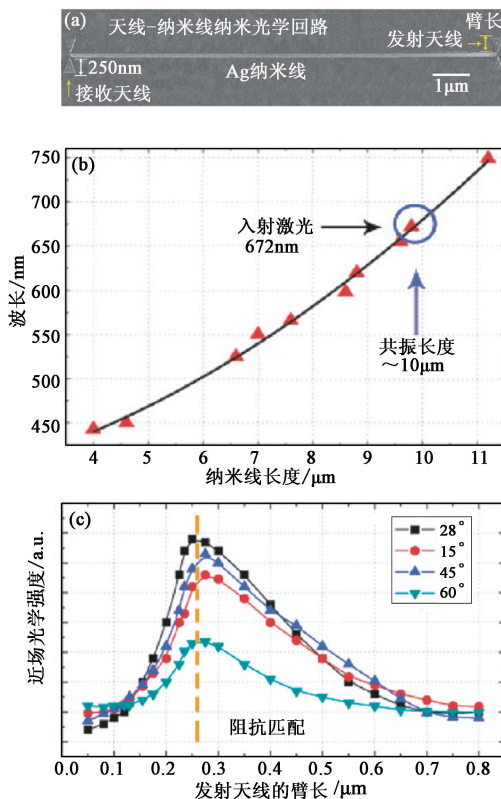 (a)
天线-纳米线纳米光学回路
臂长
发射天线
250nm
Ag纳米线
1μm
接收天线
(b)
750
700
650
600
550
500
450
波长/nm
入射激光
672nm
共振长度
～10μm
4 5 6 7 8 9 10 11
纳米线长度/μm
(c)
28°
15°
45°
60°
近场光学强度/a.u.
阻抗匹配
0.0 0.1 0.2 0.3 0.4 0.5 0.6 0.7 0.8
发射天线的臂长/μm